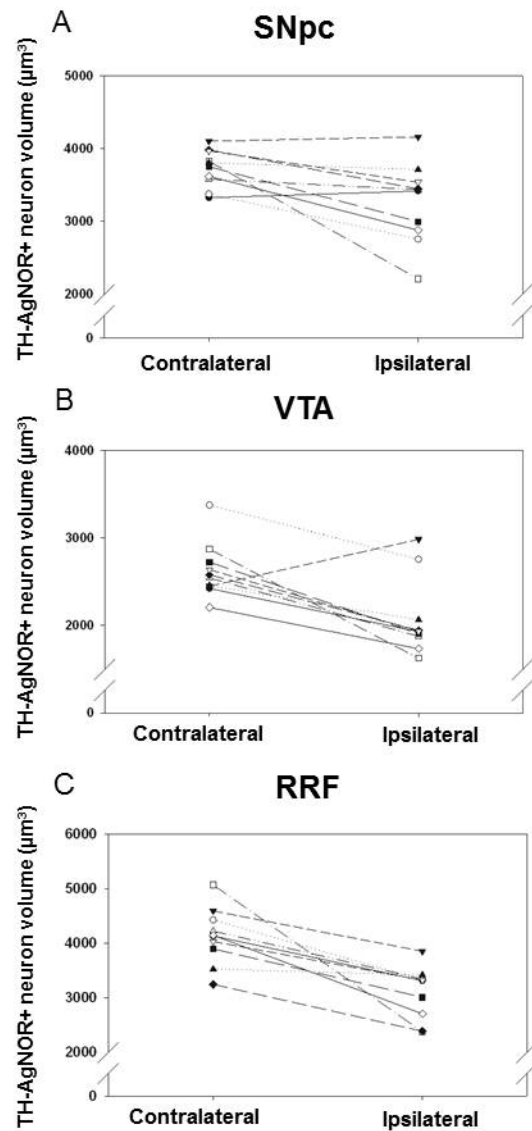 A
SNpc
TH-AgNOR+ neuron volume (µm³)
5000
4000
3000
2000
0
Contralateral Ipsilateral
B
VTA
TH-AgNOR+ neuron volume (µm³)
4000
3000
2000
0
Contralateral Ipsilateral
C
RRF
TH-AgNOR+ neuron volume (µm³)
6000
5000
4000
3000
2000
0
Contralateral Ipsilateral